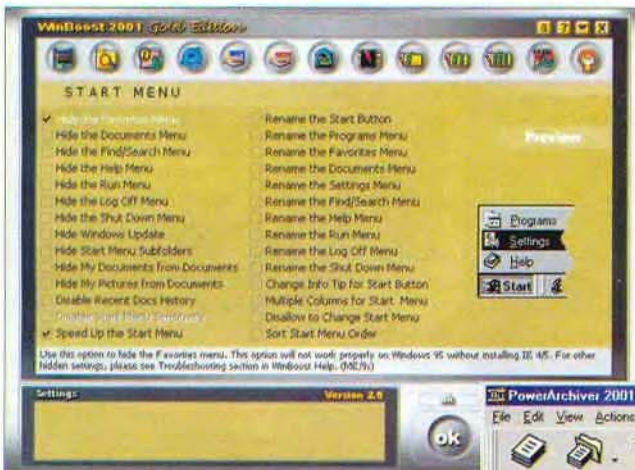 WinBoost 2001 Gold Edition
START MENU
Hide the Favorites Menu
Hide the Documents Menu
Hide the Find/Search Menu
Hide the Help Menu
Hide the Run Menu
Hide the Log Off Menu
Hide the Shut Down Menu
Hide Windows Update
Hide Start Menu Subfolders
Hide My Documents from Documents
Hide My Pictures from Documents
Disable Recent Docs History
Disable Start Menu Sensitivity
Speed Up the Start Menu
Rename the Start Button
Rename the Programs Menu
Rename the Favorites Menu
Rename the Documents Menu
Rename the Settings Menu
Rename the Find/Search Menu
Rename the Help Menu
Rename the Run Menu
Rename the Log Off Menu
Rename the Shut Down Menu
Change Info Tip for Start Button
Multiple Columns for Start Menu
Disallow to Change Start Menu
Sort Start Menu Order
Preview
Programs
Settings
Help
Start
Use this option to hide the Favorites menu. This option will not work properly on Windows 95 without installing IE 4/5. For other
hidden settings, please see Troubleshooting section in WinBoost Help. (ME/9x)
Settings
Version 2.0
ok
PowerArchiver 2001
File Edit View Actions